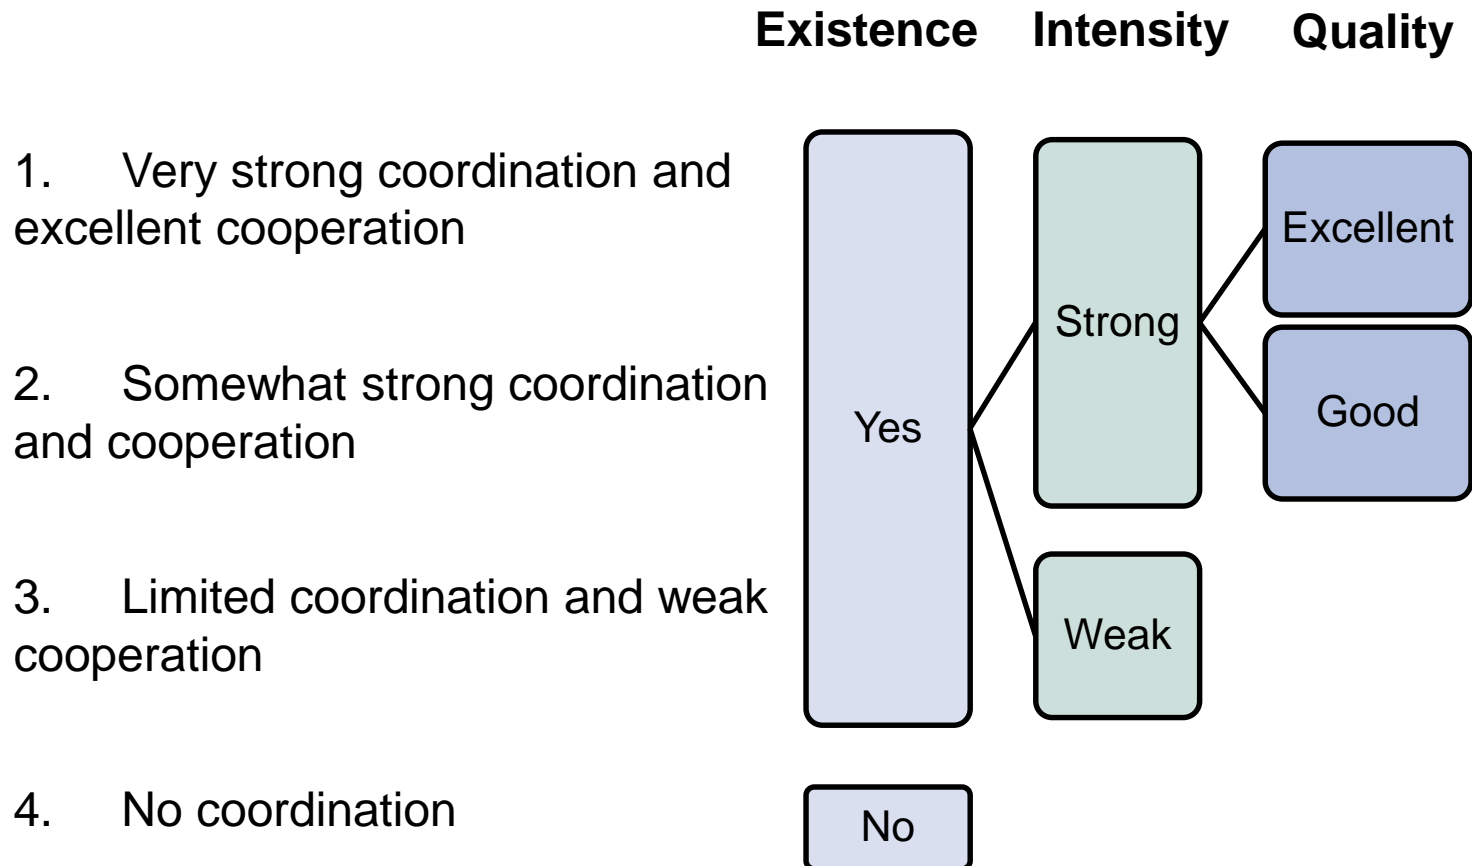 Existence Intensity Quality
1. Very strong coordination and
excellent cooperation
Excellent
Strong
2. Somewhat strong coordination
and cooperation
Good
Yes
3. Limited coordination and weak
cooperation
Weak
4. No coordination
No